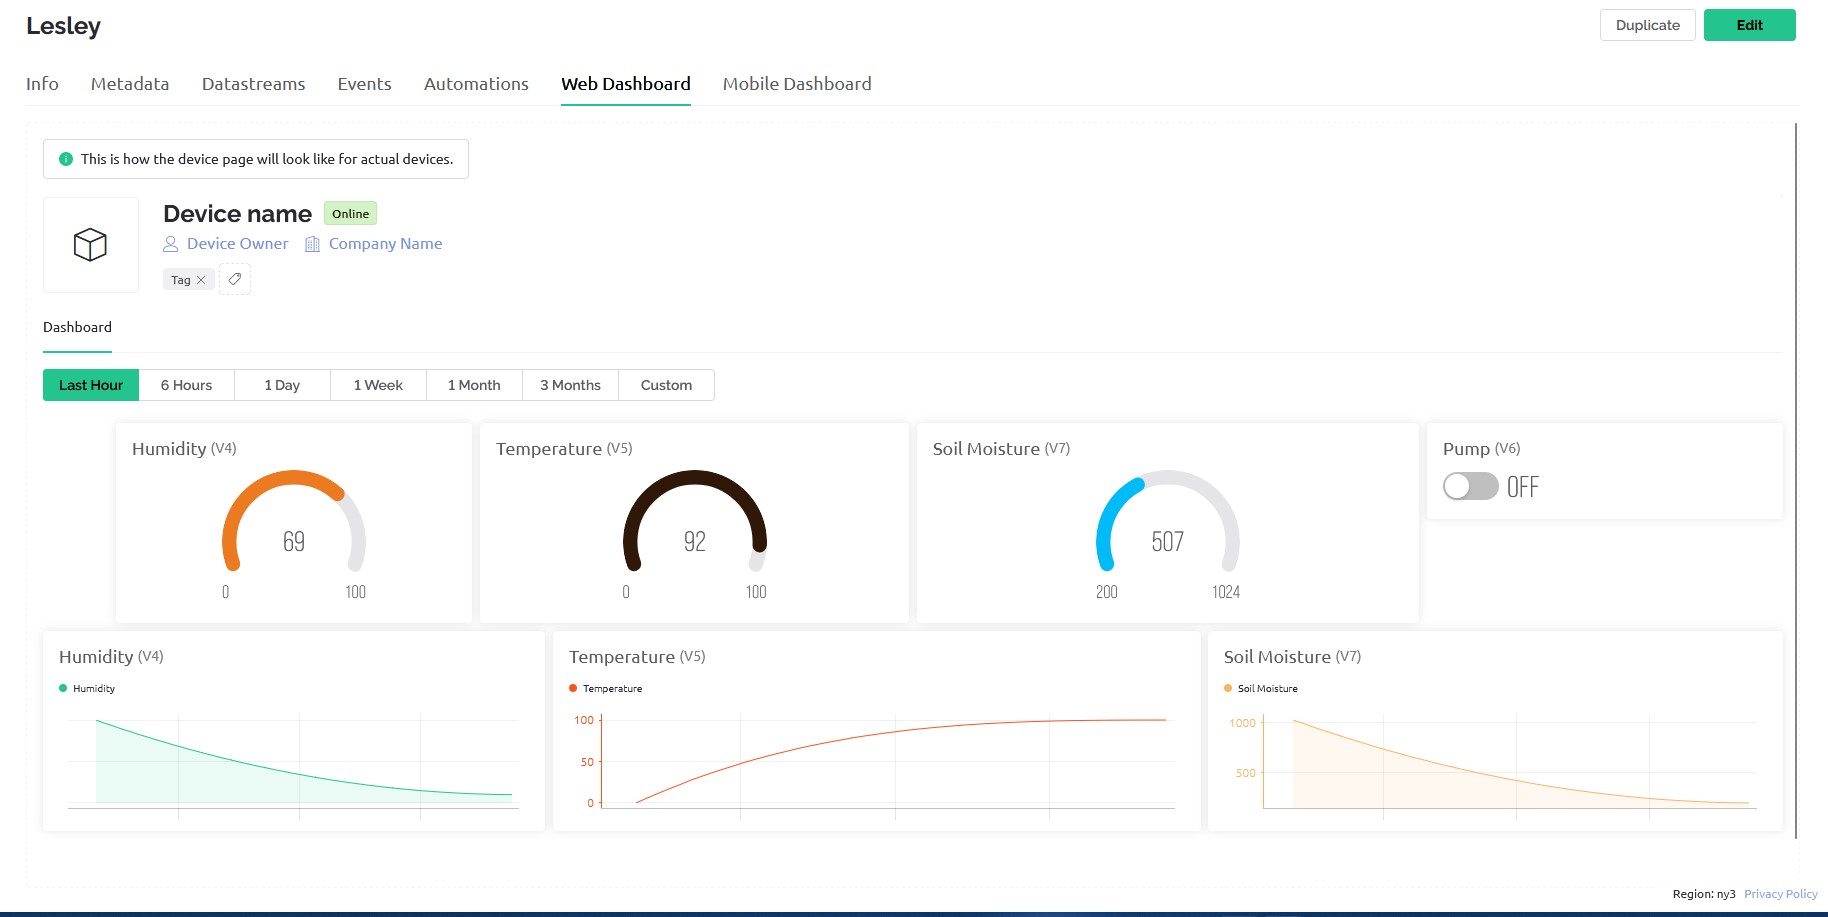 Lesley
Duplicate
Edit
Info
Metadata
Datastreams
Events
Automations
Web Dashboard
Mobile Dashboard
This is how the device page will look like for actual devices.
Device name
Online
Device Owner
Company Name
Tag
Dashboard
Last Hour
6 Hours
1 Day
1 Week
1 Month
3 Months
Custom
Humidity (V4)
69
0
100
Temperature (V5)
92
0
100
Soil Moisture (V7)
507
200
1024
Pump (V6)
OFF
Humidity (V4)
Humidity
Temperature (V5)
Temperature
100
50
0
Soil Moisture (V7)
Soil Moisture
1000
500
Region: ny3
Privacy Policy